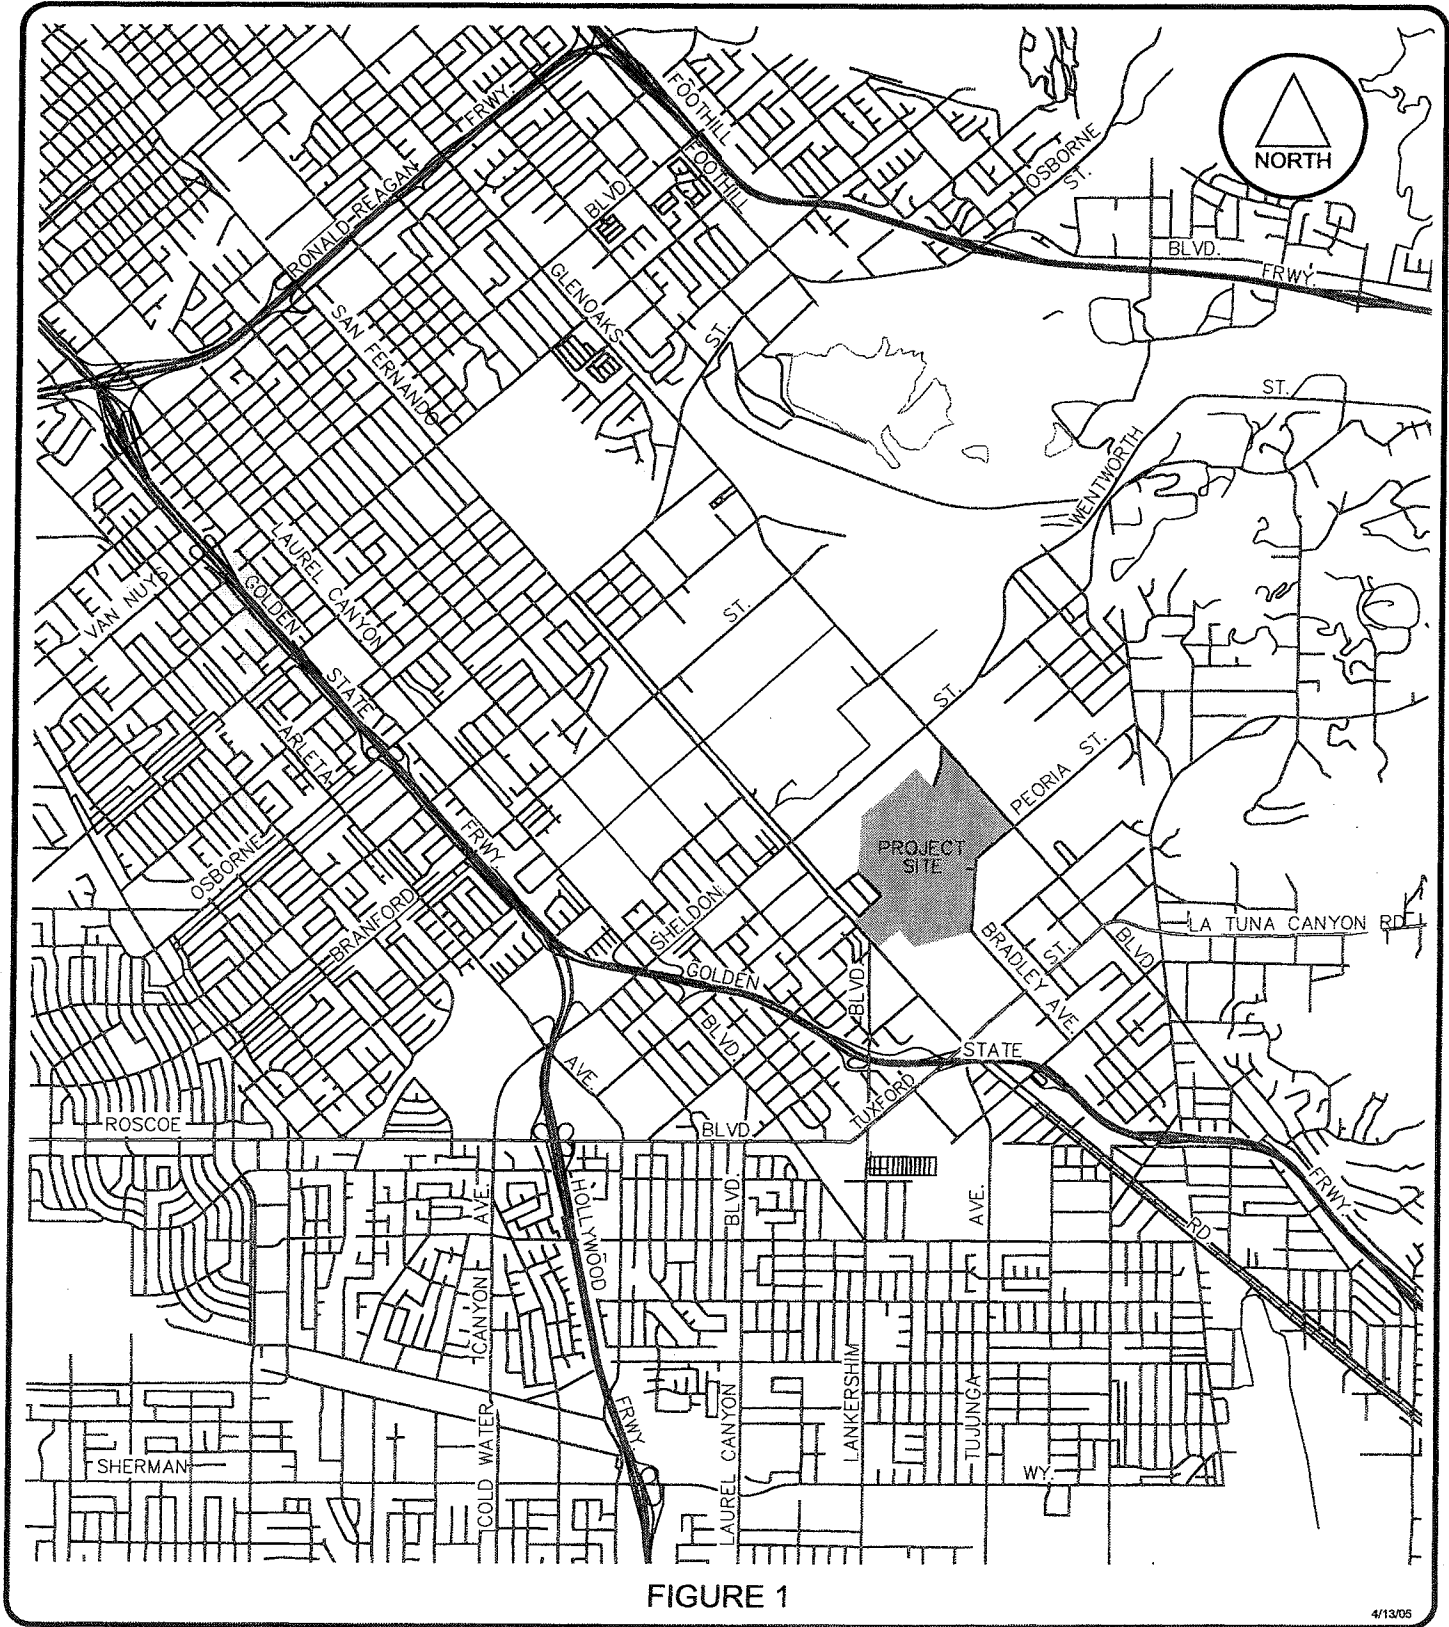 FOOTHILL
FRWY.
FOOTHILL
OSBORNE
ST.
NORTH
RONALD REAGAN
BLVD.
BLVD.
FRWY.
GLENOAKS
SAN FERNANDO
ST.
ST.
WENTWORTH
LAUREL CANYON
VAN NUYS
GOLDEN
ST.
STATE
ST.
ARLETA
PEORIA ST.
FRWY.
PROJECT
SITE
OSBORNE
BRANFORD
SHELDON
BRADLEY AVE.
ST.
BLVD.
LA TUNA CANYON RD
GOLDEN
BLVD.
BLVD.
STATE
AVE.
TUXFORD
ROSCOE
BLVD.
HOLLYWOOD
AVE.
BLVD.
AVE.
FRWY.
RD.
CANYON
FRWY.
LANKERSHIM
TUJUNGA
LAUREL CANYON
COLD WATER
SHERMAN
WY.
FIGURE 1
4/13/05